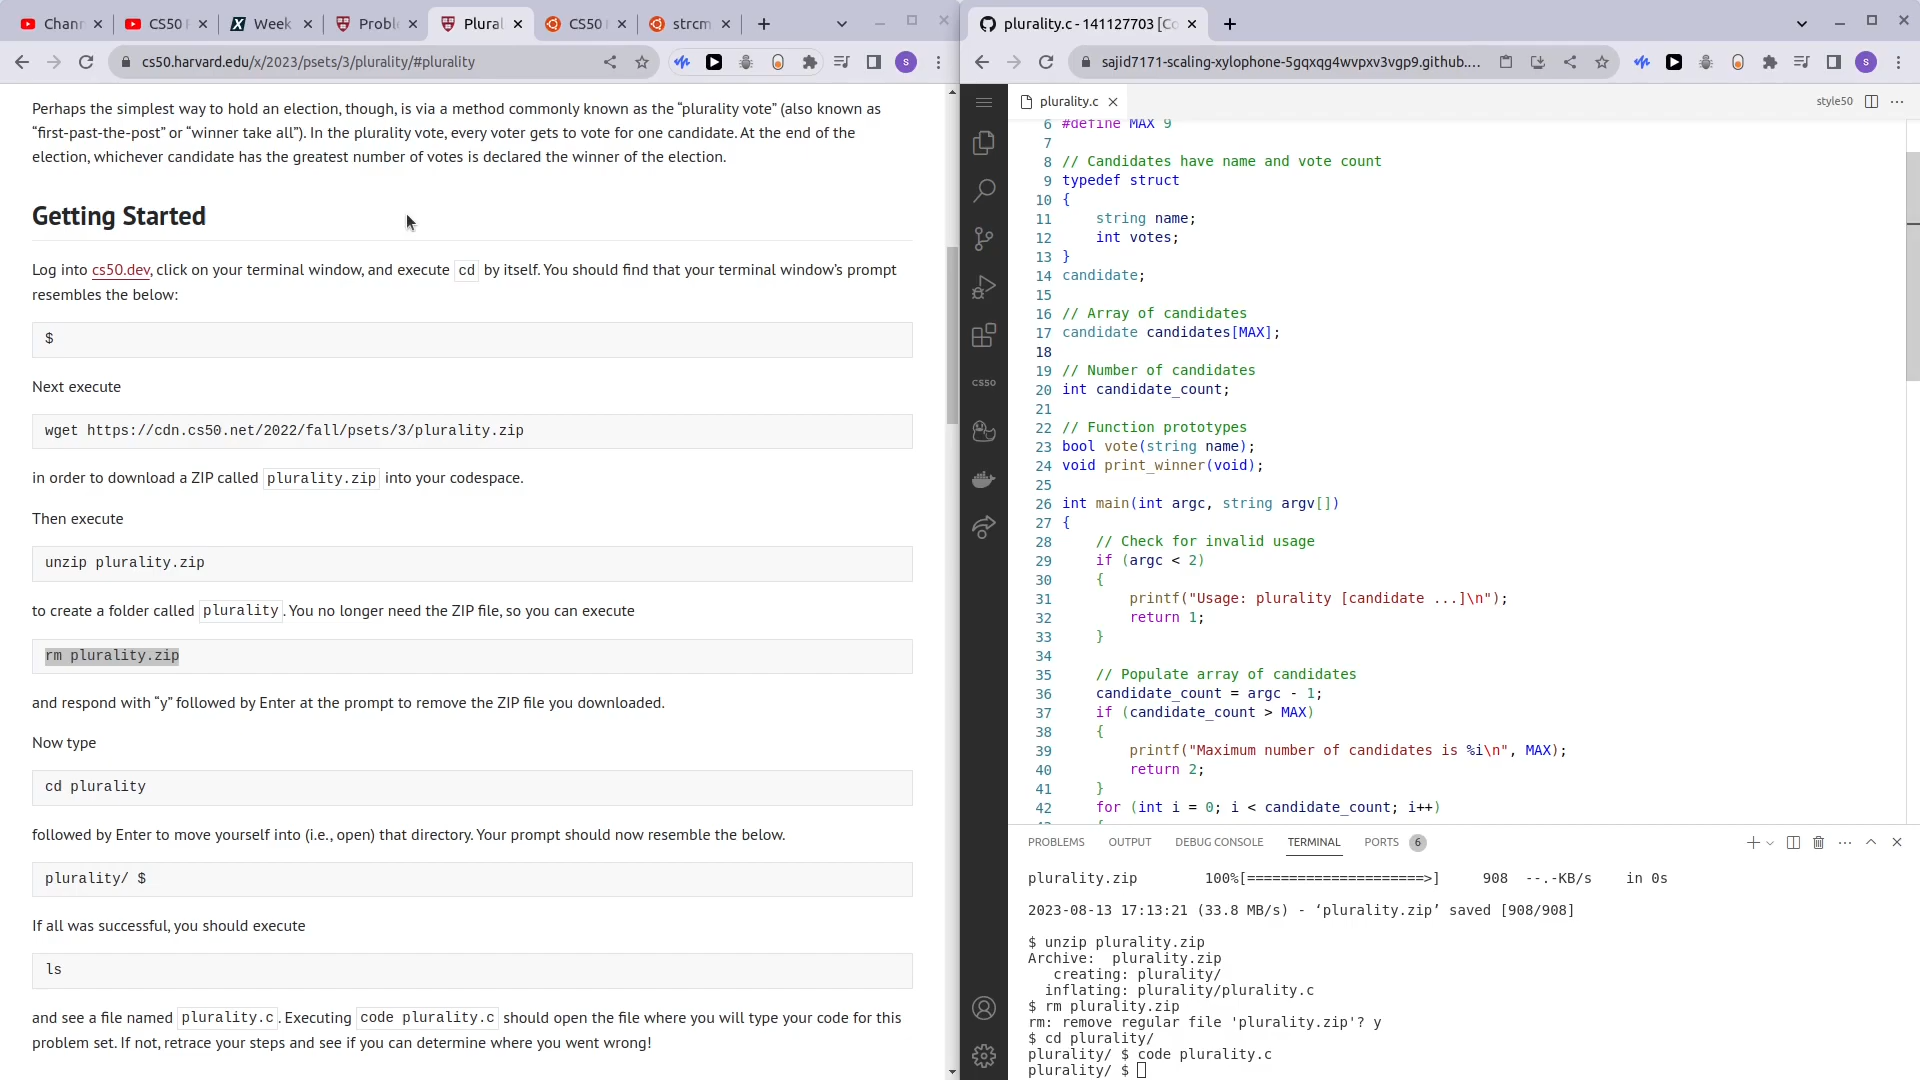 Chan
CS50 F
Week
Proble
Plural
CS50 I
strcm
cs50.harvard.edu/x/2023/psets/3/plurality/#plurality
s
Perhaps the simplest way to hold an election, though, is via a method commonly known as the “plurality vote” (also known as
“first-past-the-post” or “winner take all”). In the plurality vote, every voter gets to vote for one candidate. At the end of the
election, whichever candidate has the greatest number of votes is declared the winner of the election.
Getting Started
Log into cs50.dev, click on your terminal window, and execute cd by itself. You should find that your terminal window’s prompt
resembles the below:
$
Next execute
wget https://cdn.cs50.net/2022/fall/psets/3/plurality.zip
in order to download a ZIP called plurality.zip into your codespace.
Then execute
unzip plurality.zip
to create a folder called plurality. You no longer need the ZIP file, so you can execute
rm plurality.zip
and respond with “y” followed by Enter at the prompt to remove the ZIP file you downloaded.
Now type
cd plurality
followed by Enter to move yourself into (i.e., open) that directory. Your prompt should now resemble the below.
plurality/ $
If all was successful, you should execute
ls
and see a file named plurality.c. Executing code plurality.c should open the file where you will type your code for this
problem set. If not, retrace your steps and see if you can determine where you went wrong!
plurality.c - 141127703 [Co
sajid7171-scaling-xylophone-5gqxqg4wvpxv3vgp9.github....
s
plurality.c
style50
CS50
6 #define MAX 9
7
8 // Candidates have name and vote count
9 typedef struct
10 {
11 string name;
12 int votes;
13 }
14 candidate;
15
16 // Array of candidates
17 candidate candidates[MAX];
18
19 // Number of candidates
20 int candidate_count;
21
22 // Function prototypes
23 bool vote(string name);
24 void print_winner(void);
25
26 int main(int argc, string argv[])
27 {
28 // Check for invalid usage
29 if (argc < 2)
30 {
31 printf("Usage: plurality [candidate ...]\n");
32 return 1;
33 }
34
35 // Populate array of candidates
36 candidate_count = argc - 1;
37 if (candidate_count > MAX)
38 {
39 printf("Maximum number of candidates is %i\n", MAX);
40 return 2;
41 }
42 for (int i = 0; i < candidate_count; i++)
PROBLEMS OUTPUT DEBUG CONSOLE TERMINAL PORTS 6
plurality.zip 100%[=====================>] 908 --.-KB/s in 0s
2023-08-13 17:13:21 (33.8 MB/s) - ‘plurality.zip’ saved [908/908]
$ unzip plurality.zip
Archive: plurality.zip
creating: plurality/
inflating: plurality/plurality.c
$ rm plurality.zip
rm: remove regular file 'plurality.zip'? y
$ cd plurality/
plurality/ $ code plurality.c
plurality/ $